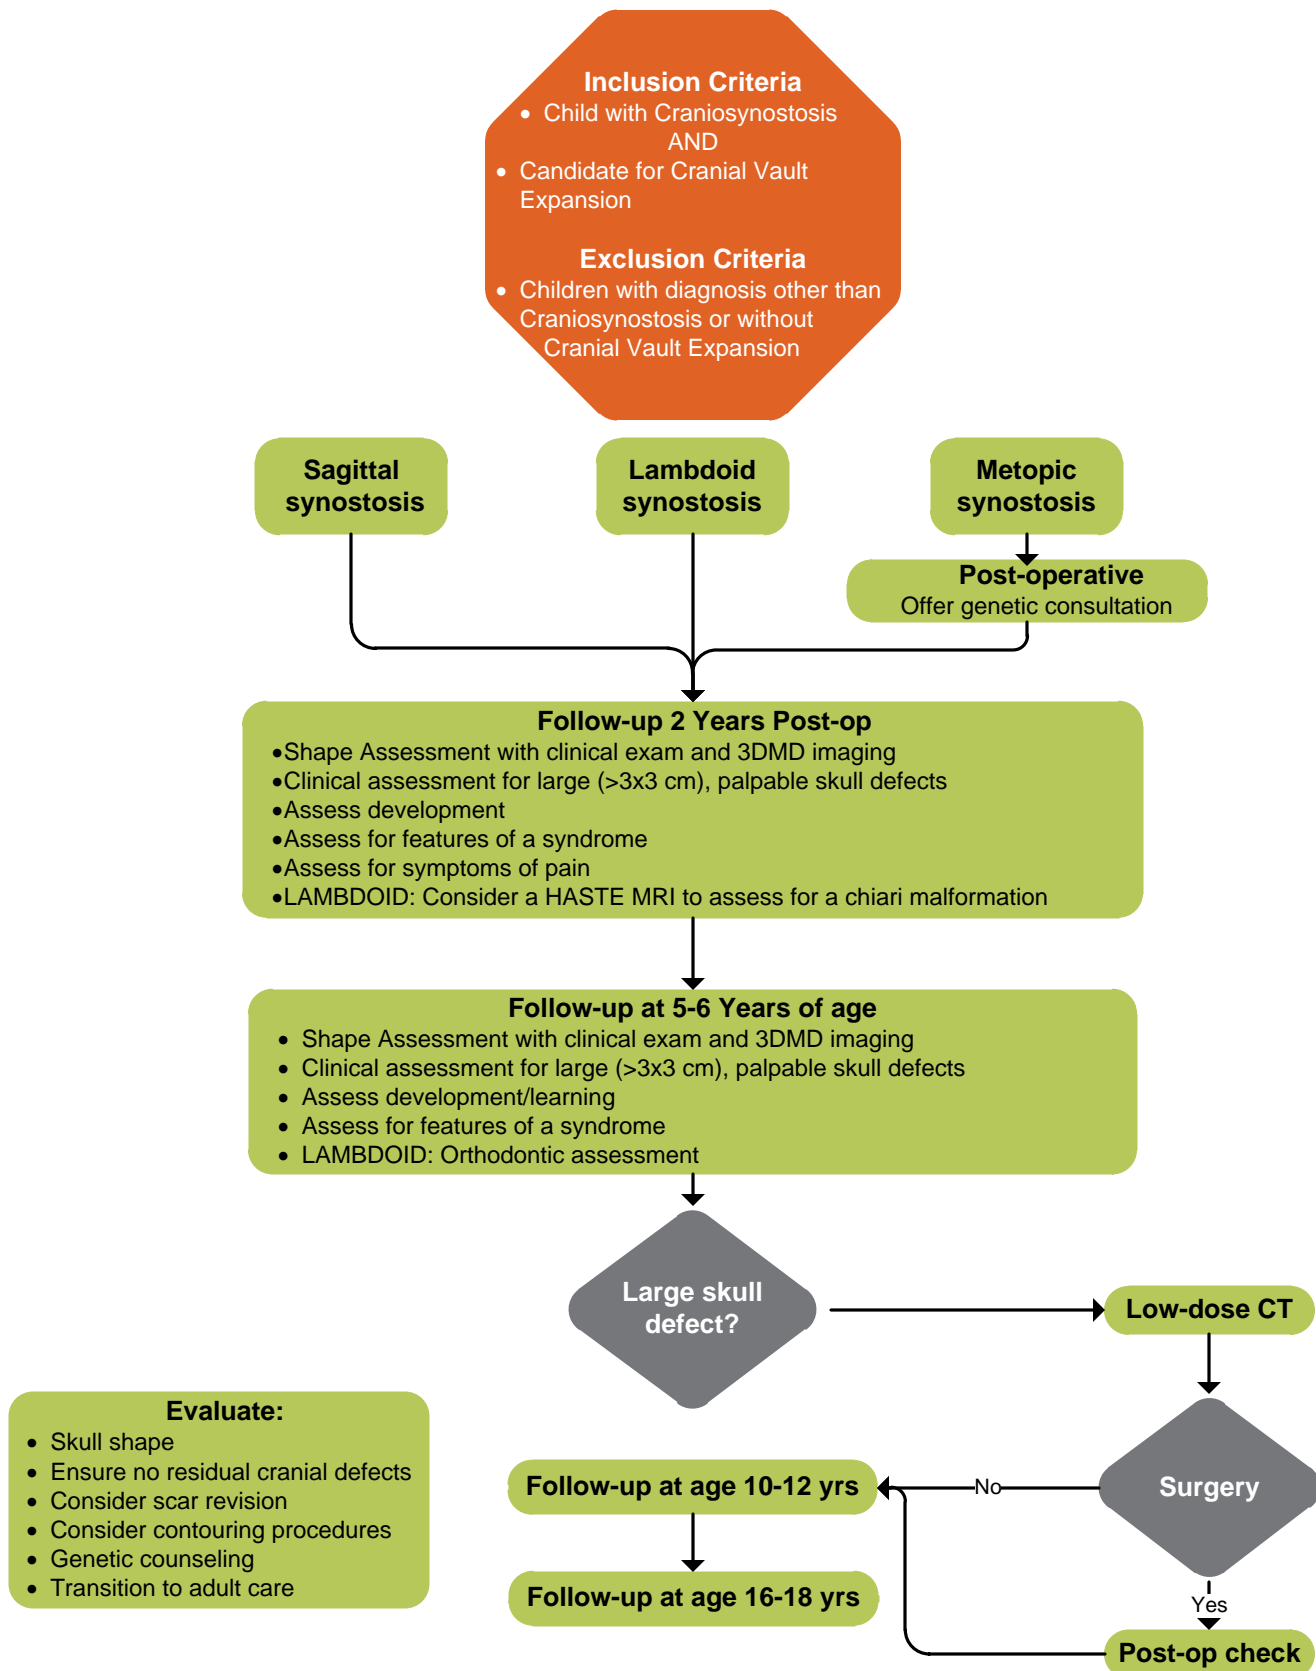 Inclusion Criteria
• Child with Craniosynostosis
AND
• Candidate for Cranial Vault
Expansion
Exclusion Criteria
• Children with diagnosis other than
Craniosynostosis or without
Cranial Vault Expansion
Sagittal
synostosis
Lambdoid
synostosis
Metopic
synostosis
Post-operative
Offer genetic consultation
Follow-up 2 Years Post-op
•Shape Assessment with clinical exam and 3DMD imaging
•Clinical assessment for large (>3x3 cm), palpable skull defects
•Assess development
•Assess for features of a syndrome
•Assess for symptoms of pain
•LAMBDOID: Consider a HASTE MRI to assess for a chiari malformation
Follow-up at 5-6 Years of age
• Shape Assessment with clinical exam and 3DMD imaging
• Clinical assessment for large (>3x3 cm), palpable skull defects
• Assess development/learning
• Assess for features of a syndrome
• LAMBDOID: Orthodontic assessment
Large skull
defect?
Low-dose CT
Surgery
No
Yes
Post-op check
Follow-up at age 10-12 yrs
Follow-up at age 16-18 yrs
Evaluate:
• Skull shape
• Ensure no residual cranial defects
• Consider scar revision
• Consider contouring procedures
• Genetic counseling
• Transition to adult care